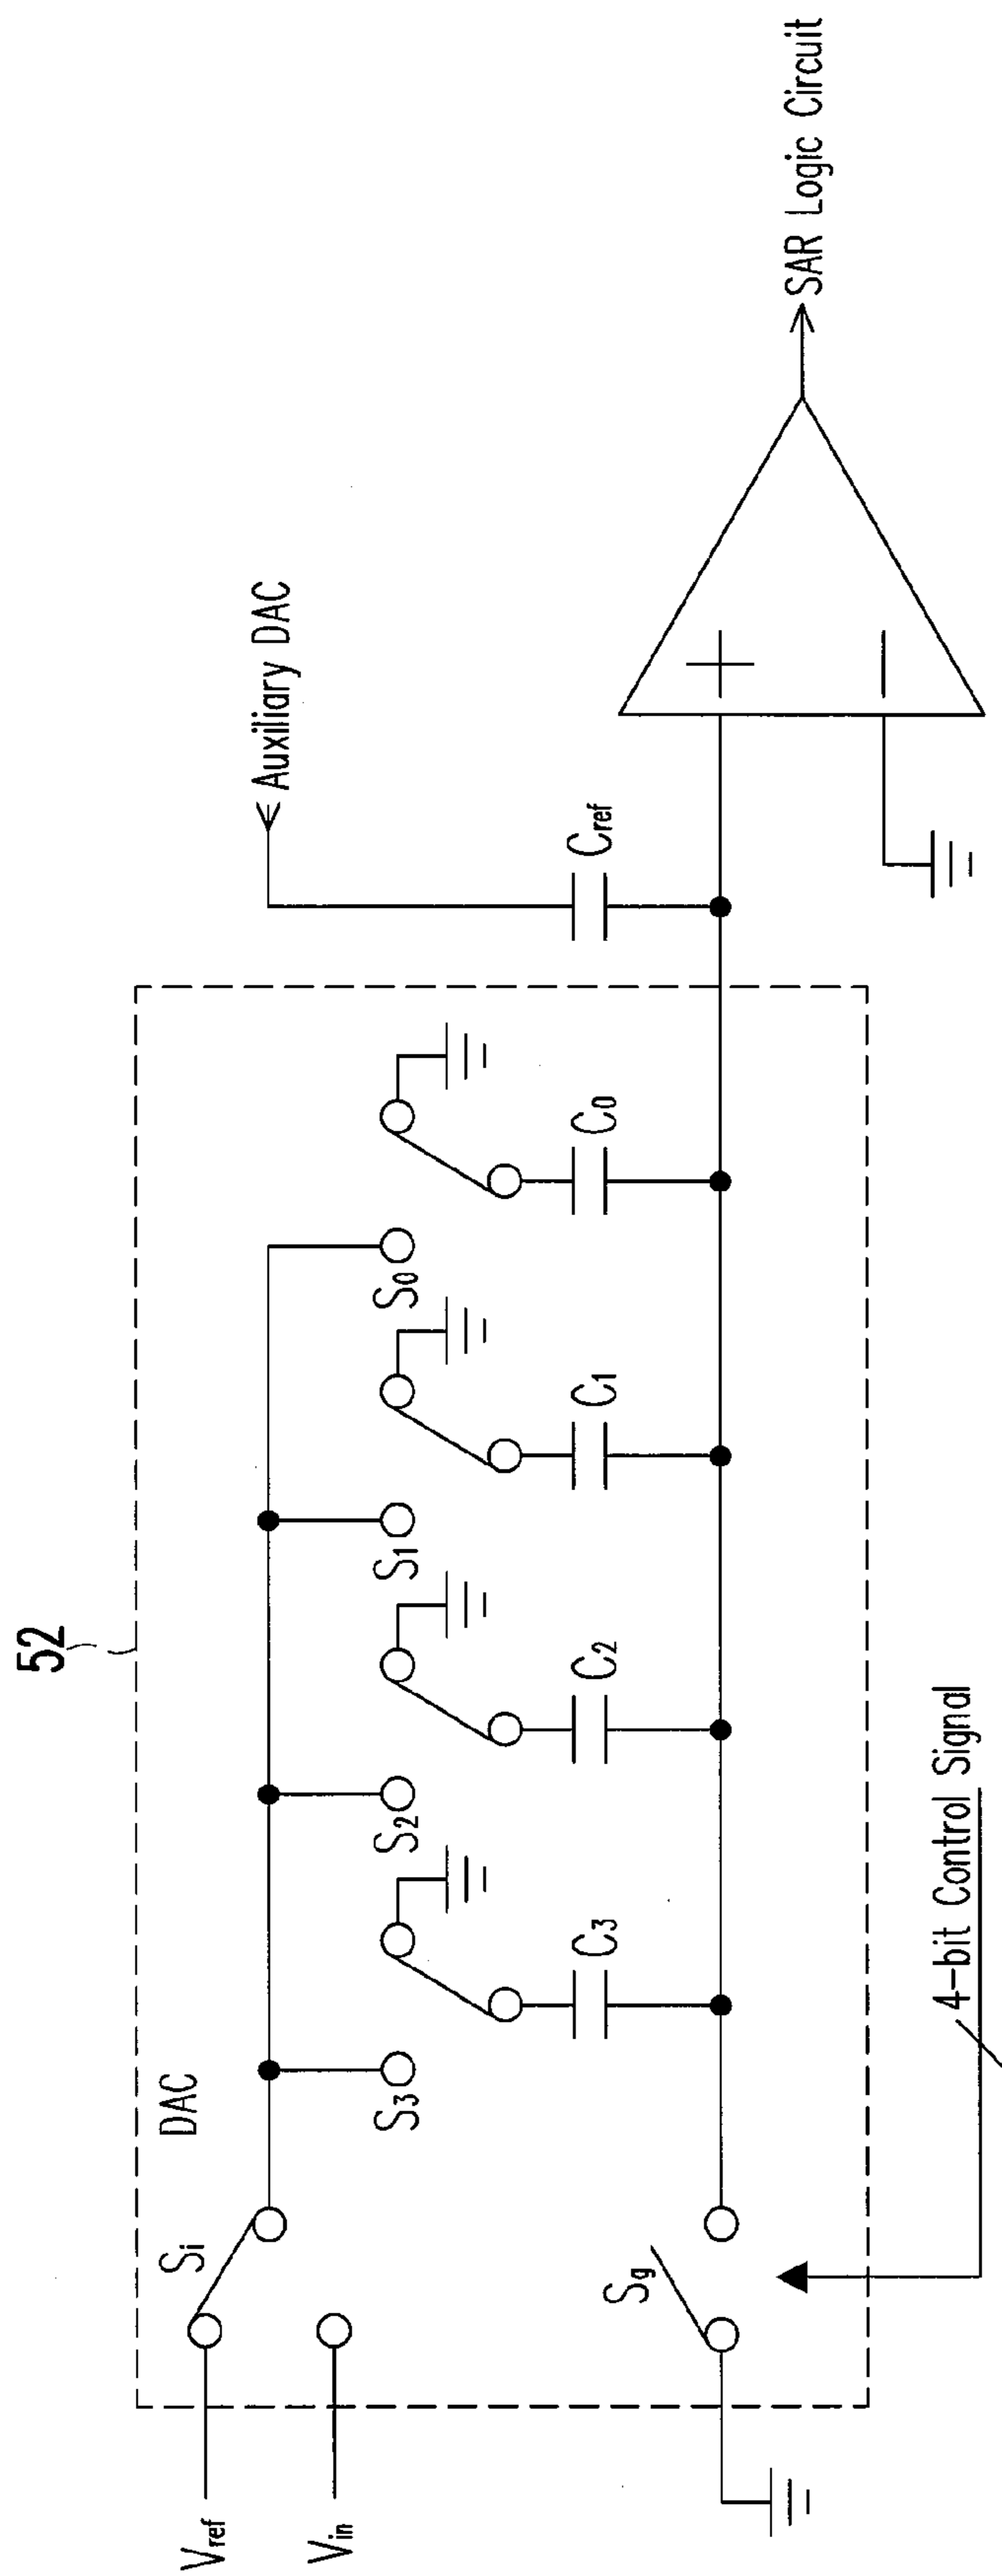 52
DAC
Vref
Vin
Si
S3
S2
S1
S0
C3
C2
C1
C0
Cref
Auxiliary DAC
Sg
SAR Logic Circuit
+
−
4-bit Control Signal